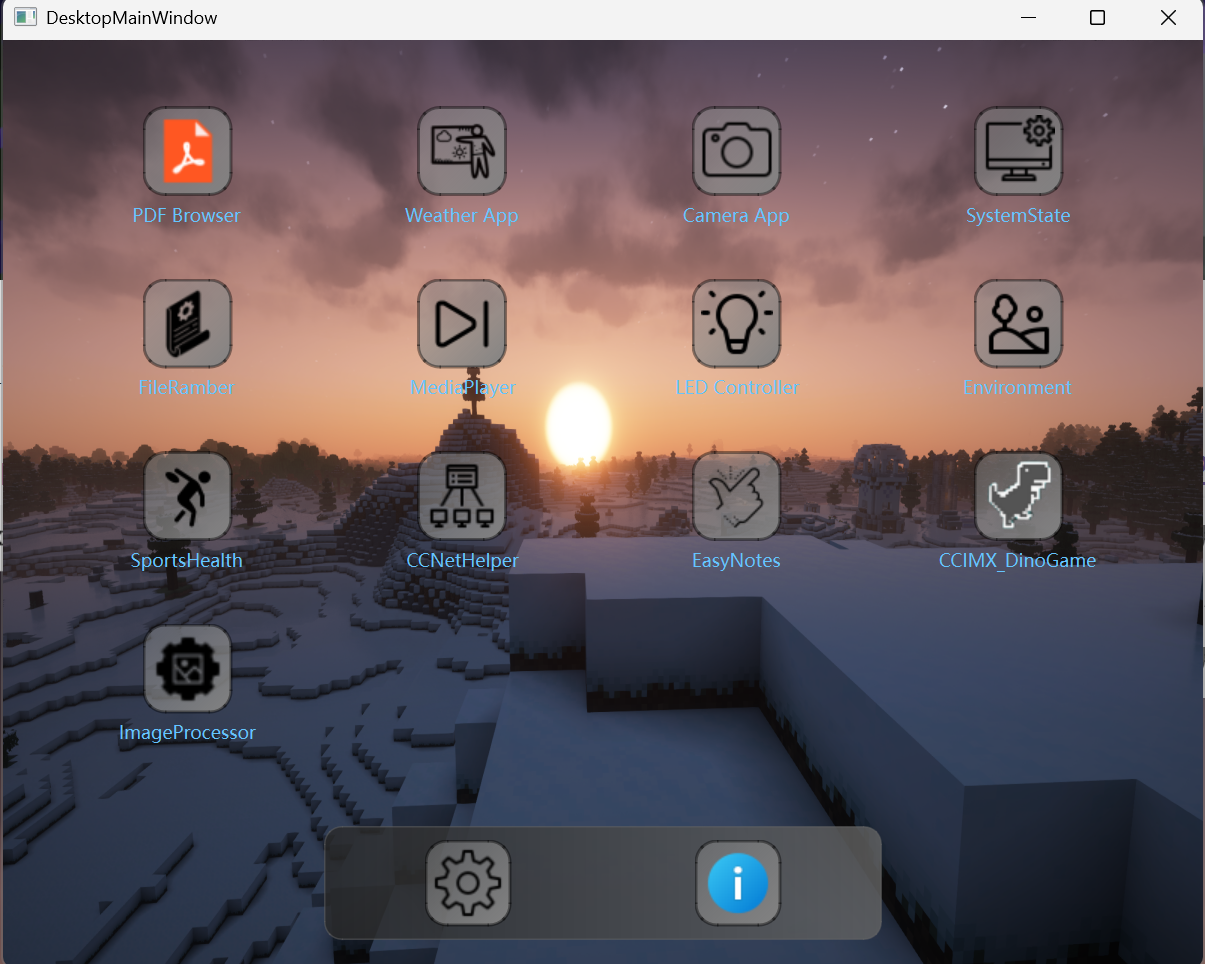 DesktopMainWindow
PDF Browser
Weather App
Camera App
SystemState
FileRamber
MediaPlayer
LED Controller
Environment
SportsHealth
CCNetHelper
EasyNotes
CCIMX_DinoGame
ImageProcessor